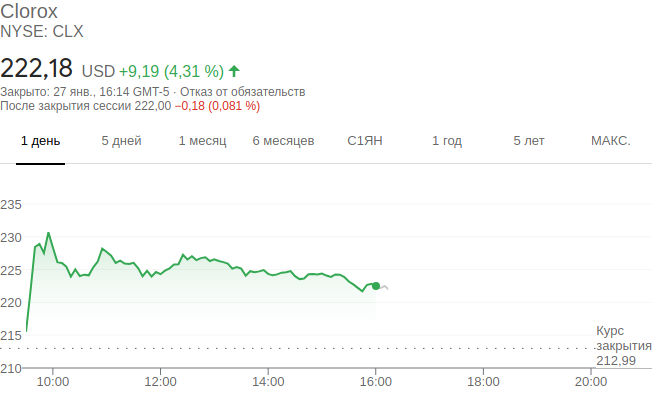 Clorox
NYSE: CLX
222,18 USD +9,19 (4,31 %)
Закрыто: 27 янв., 16:14 GMT-5 · Отказ от обязательств
После закрытия сессии 222,00 −0,18 (0,081 %)
1 день 5 дней 1 месяц 6 месяцев С1ЯН 1 год 5 лет МАКС.
235
230
225
220
215
210
Курс
закрытия
212,99
10:00 12:00 14:00 16:00 18:00 20:00